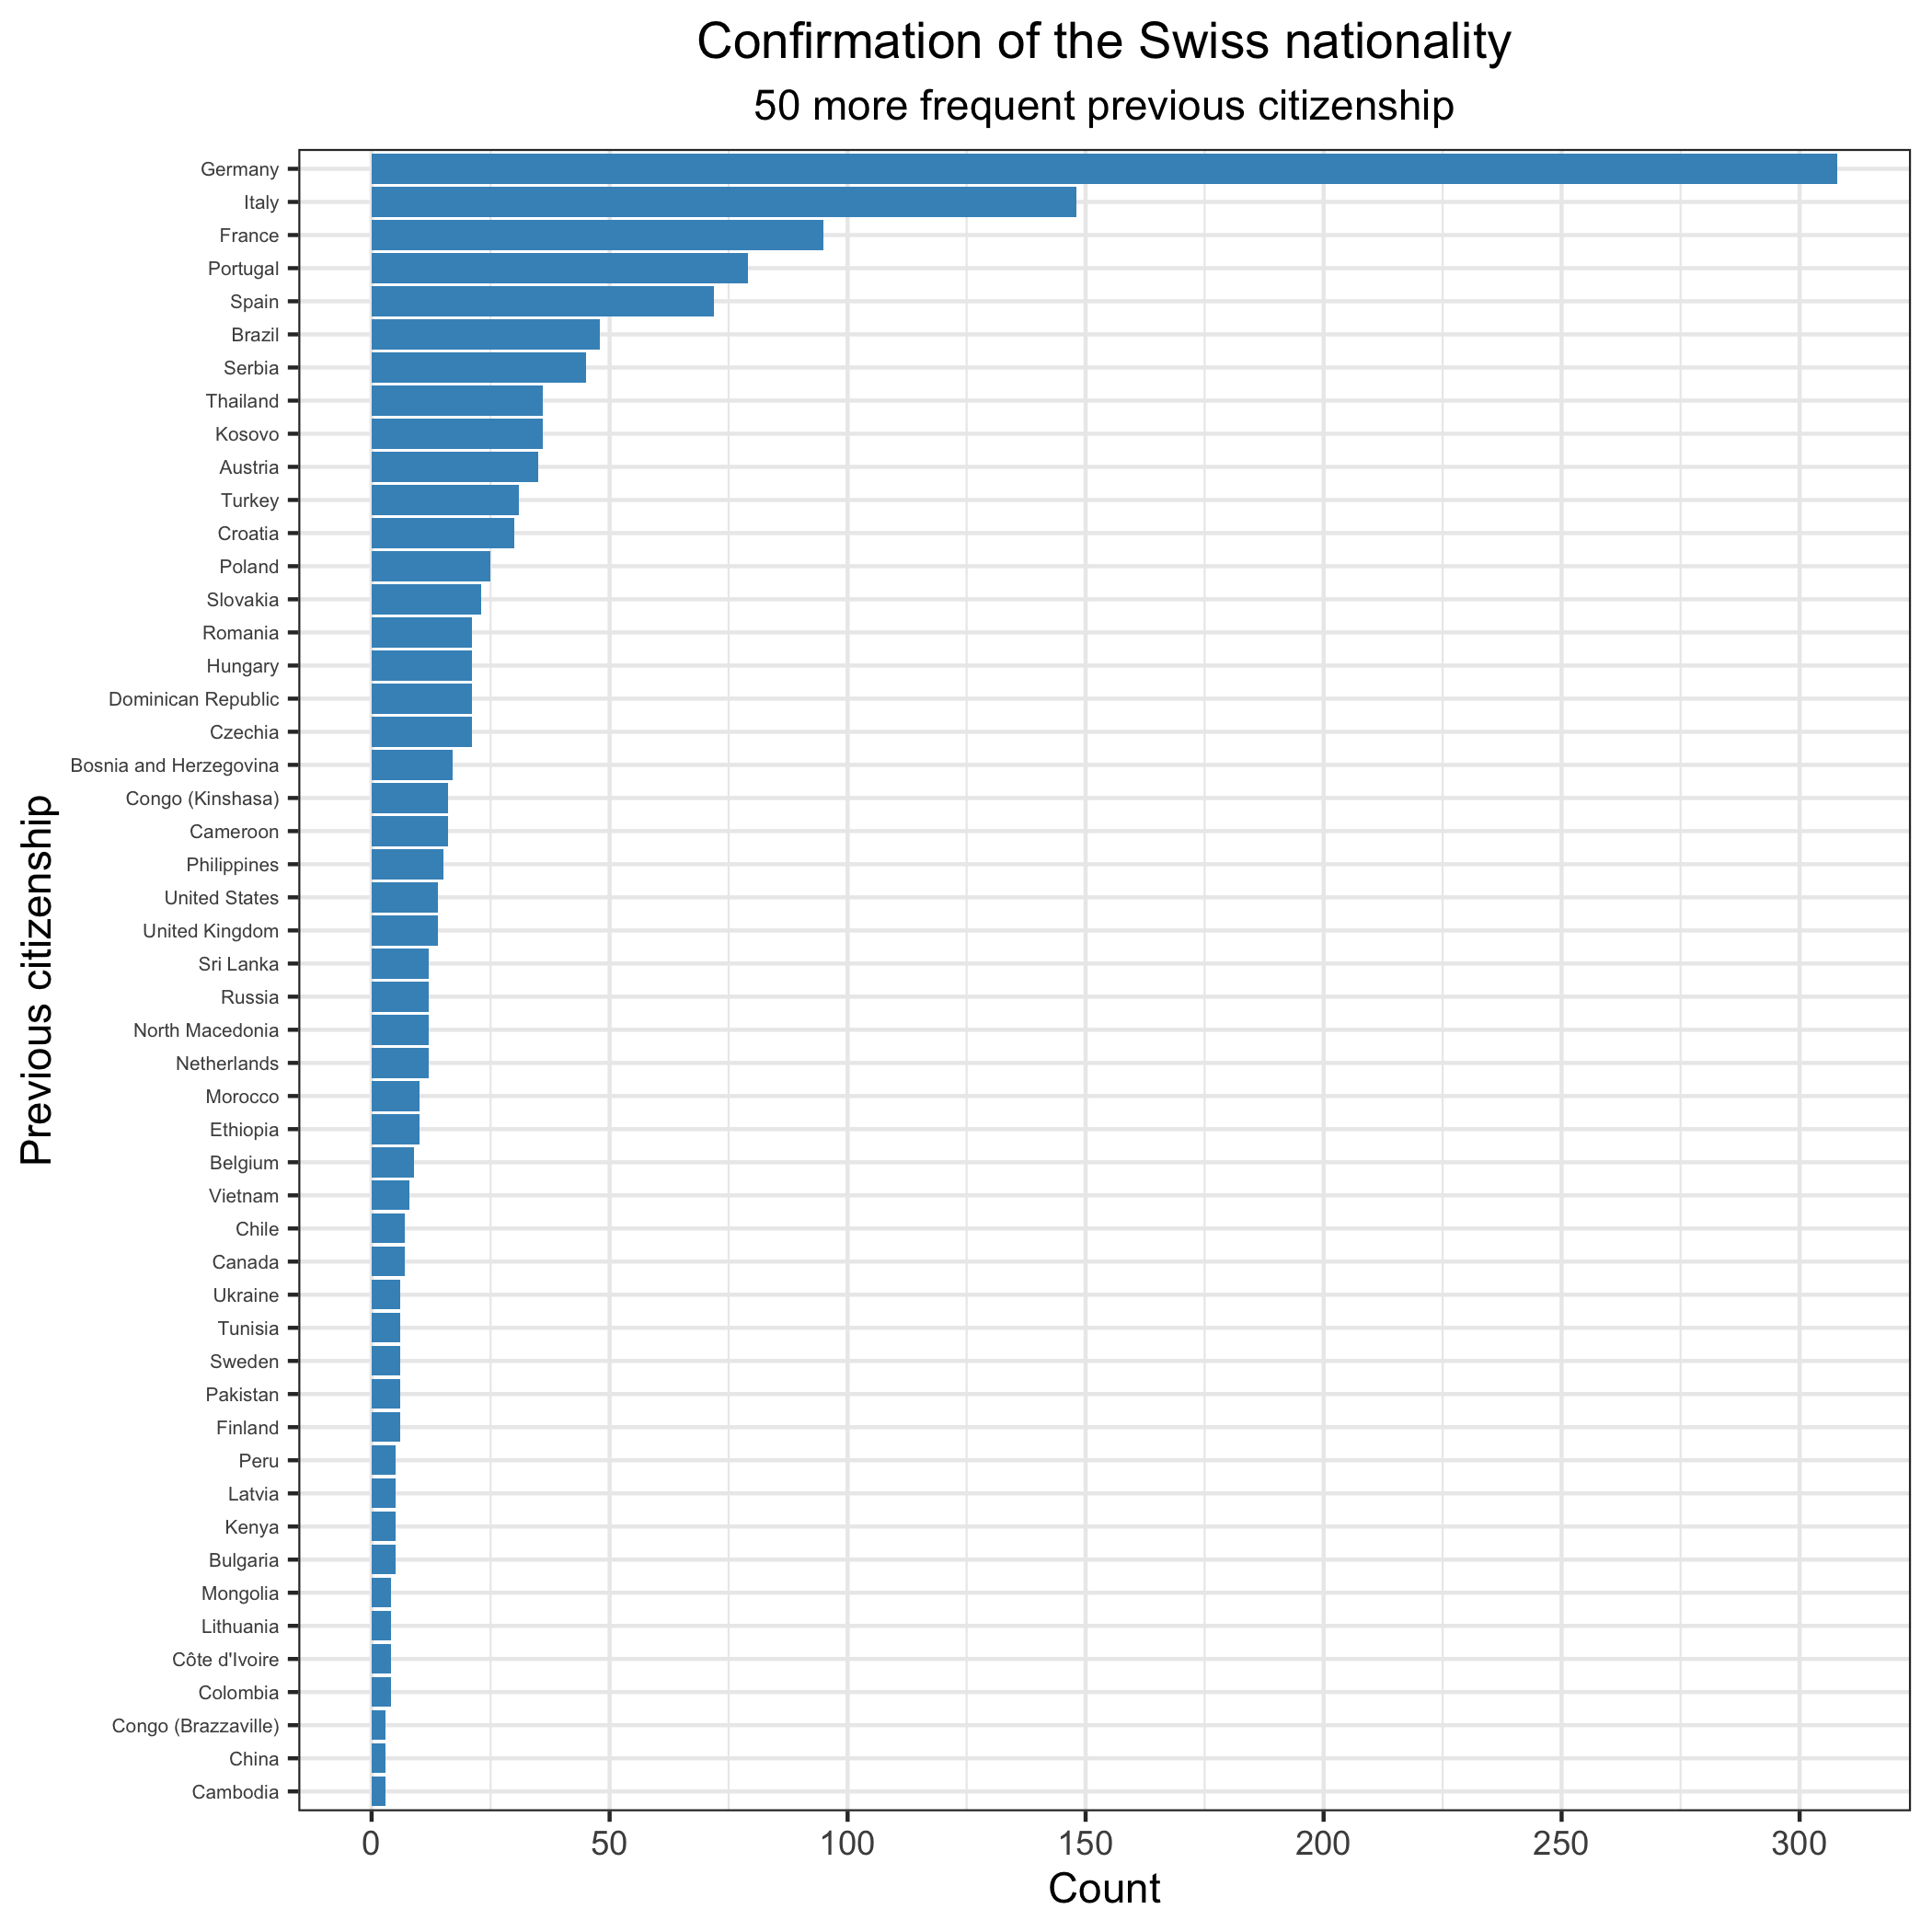 Confirmation of the Swiss nationality
50 more frequent previous citizenship
Previous citizenship
Germany
Italy
France
Portugal
Spain
Brazil
Serbia
Thailand
Kosovo
Austria
Turkey
Croatia
Poland
Slovakia
Romania
Hungary
Dominican Republic
Czechia
Bosnia and Herzegovina
Congo (Kinshasa)
Cameroon
Philippines
United States
United Kingdom
Sri Lanka
Russia
North Macedonia
Netherlands
Morocco
Ethiopia
Belgium
Vietnam
Chile
Canada
Ukraine
Tunisia
Sweden
Pakistan
Finland
Peru
Latvia
Kenya
Bulgaria
Mongolia
Lithuania
Côte d'Ivoire
Colombia
Congo (Brazzaville)
China
Cambodia
0 50 100 150 200 250 300
Count